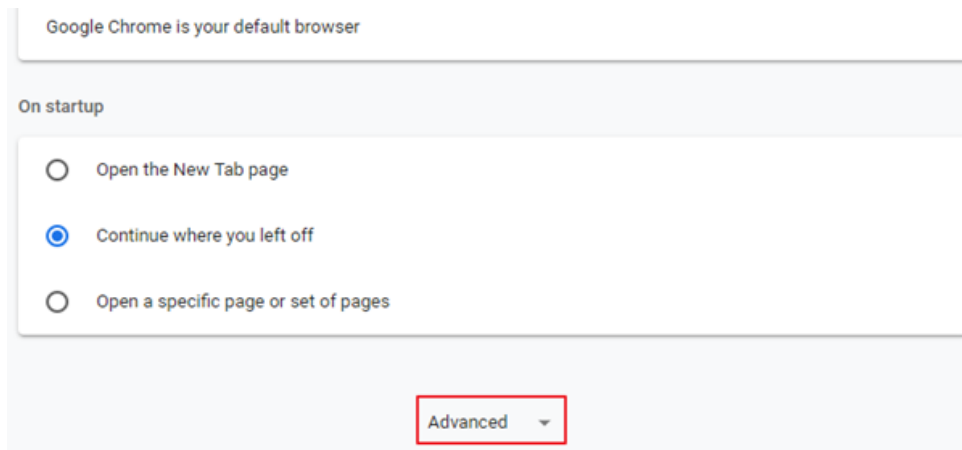 Google Chrome is your default browser
On startup
Open the New Tab page
Continue where you left off
Open a specific page or set of pages
Advanced